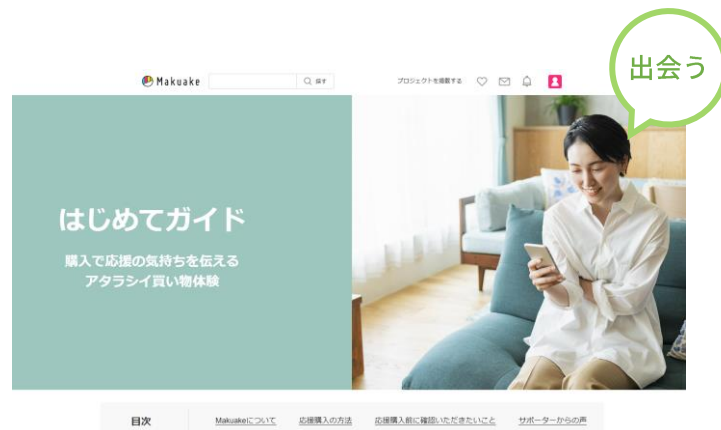 出会う
Makuake
探す
プロジェクトを掲載する
はじめてガイド
購入で応援の気持ちを伝える
アタラシイ買い物体験
目次
Makuakeについて
応援購入の方法
応援購入前に確認いただきたいこと
サポーターからの声